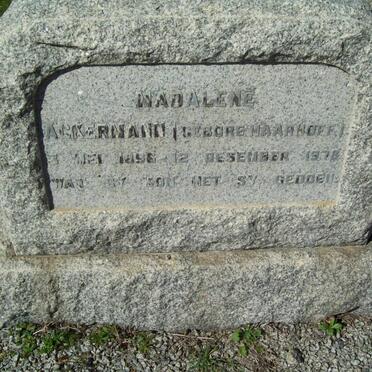 MADALENE
ACKERMANN (GEBORE HAARHOFF)
MEI 1896 - 12 DESEMBER 1978
WAT SY KON HET SY GEDOEN